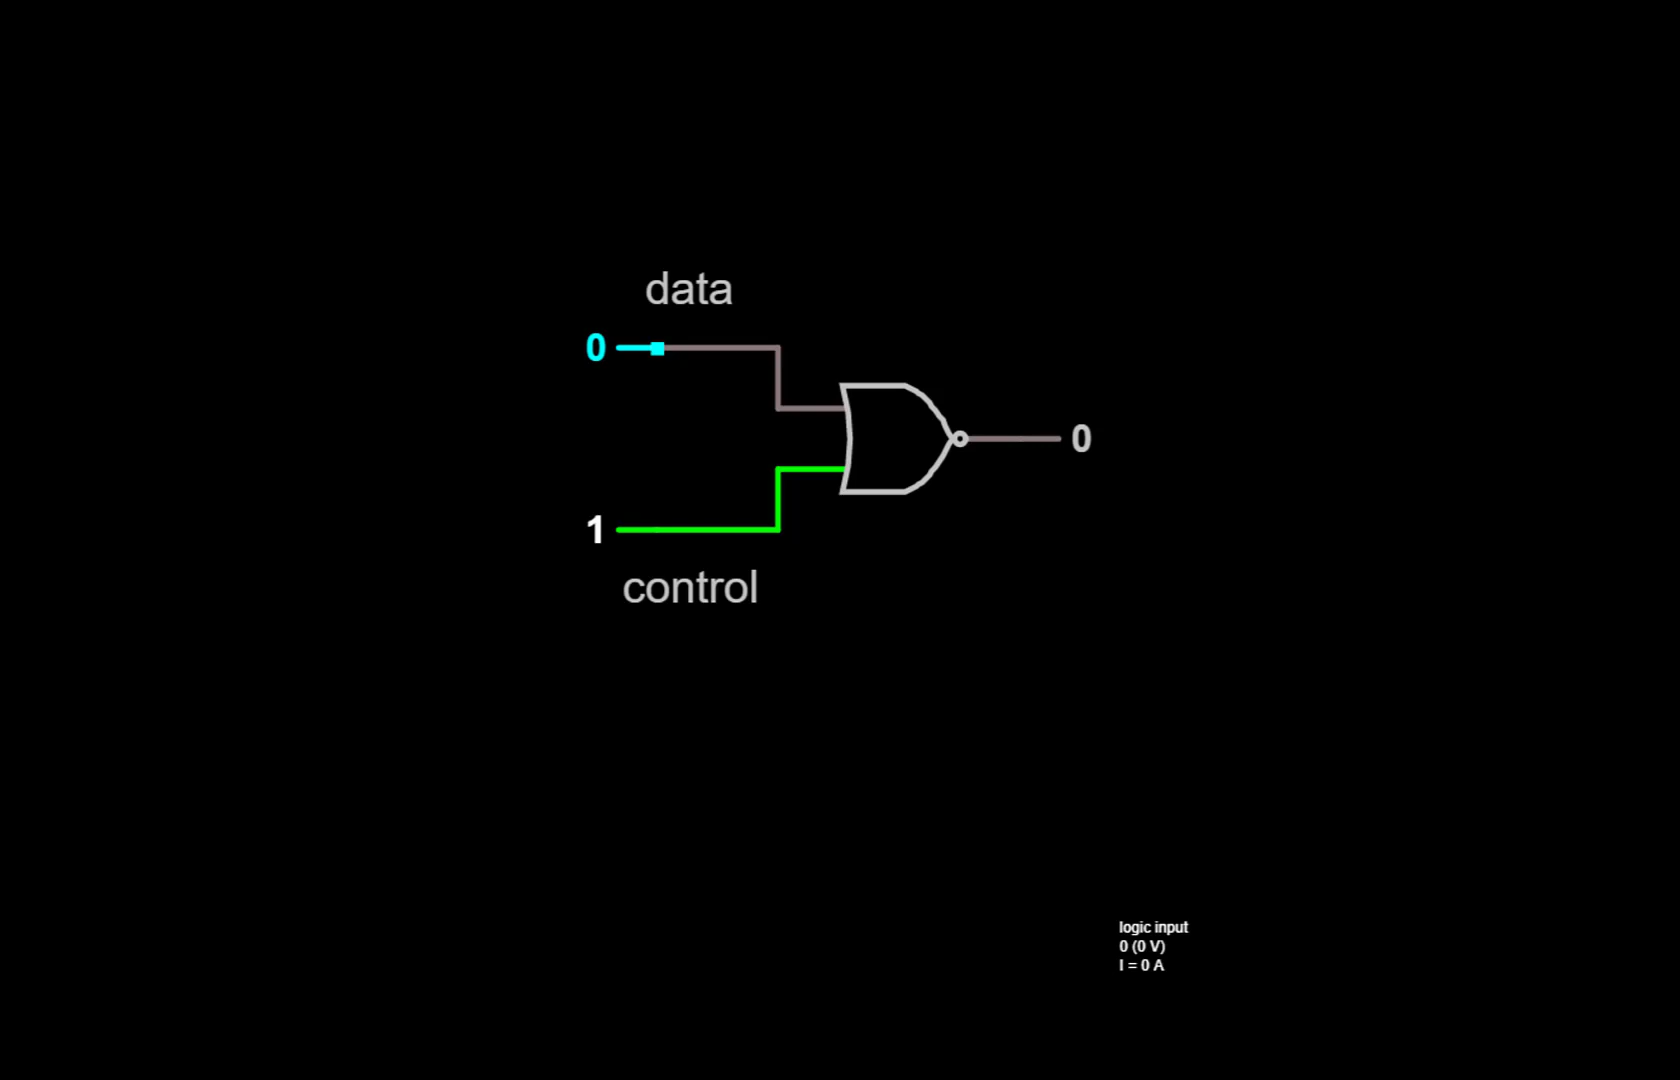 data
0
0
1
control
logic input
0 (0 V)
I = 0 A